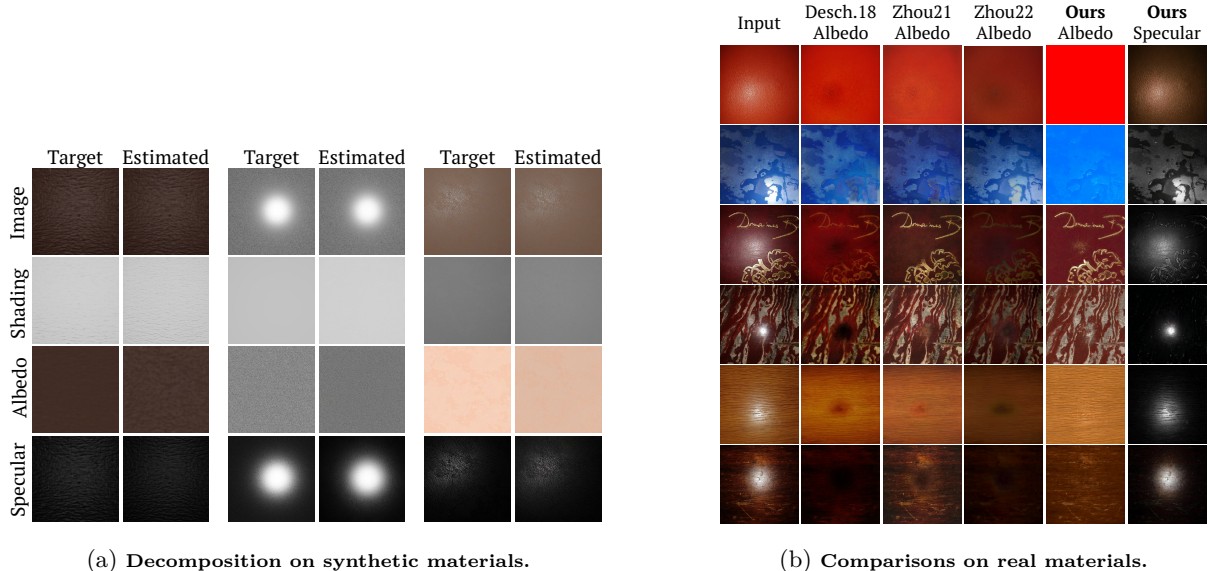 Target Estimated Target Estimated Target Estimated
Image
Shading
Albedo
Specular
(a) Decomposition on synthetic materials.
Input Desch.18 Albedo Zhou21 Albedo Zhou22 Albedo Ours Albedo Ours Specular
(b) Comparisons on real materials.